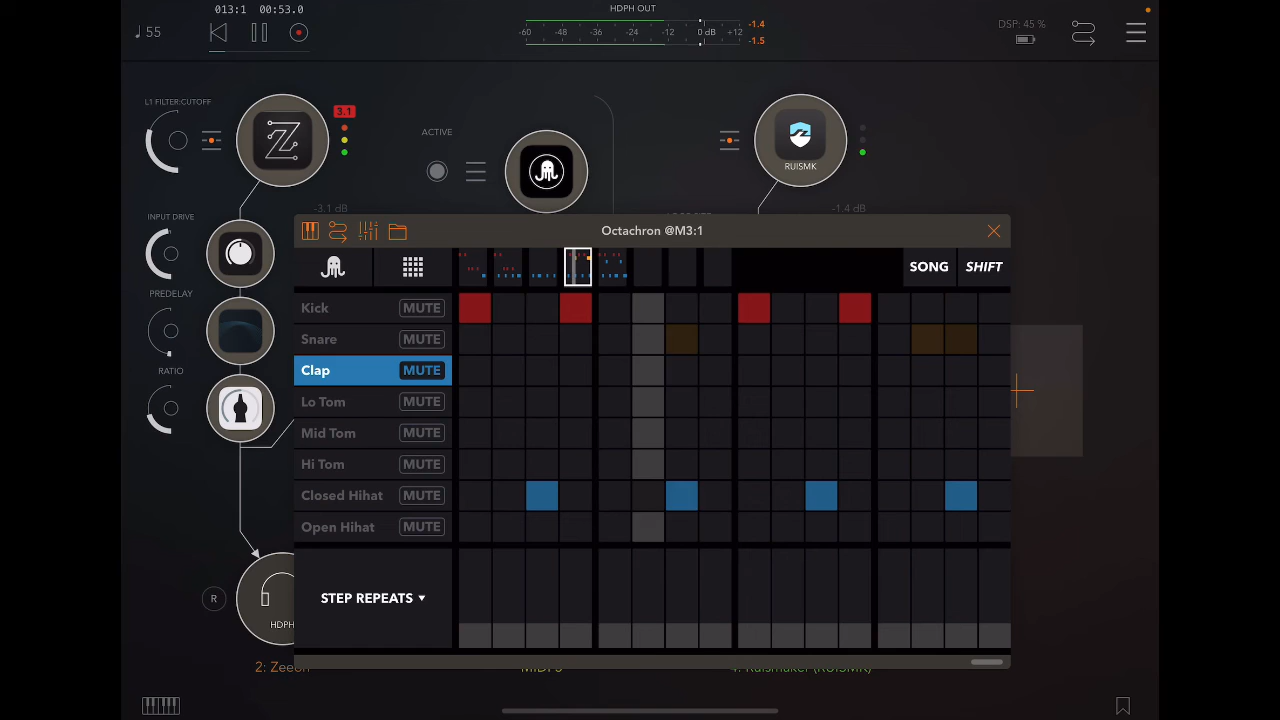 013:1 00:53.0
HDPH OUT
♩55
-60 -48 -36 -24 -12 0 dB +12
-1.4
-1.5
DSP: 45 %
L1 FILTER:CUTOFF
3.1
ACTIVE
RUISMK
-3.1 dB
-1.4 dB
INPUT DRIVE
PREDELAY
RATIO
Octachron @M3:1
SONG SHIFT
Kick MUTE
Snare MUTE
Clap MUTE
Lo Tom MUTE
Mid Tom MUTE
Hi Tom MUTE
Closed Hihat MUTE
Open Hihat MUTE
STEP REPEATS ▾
R
HDPH
2: Zeeon
4: Ruismaker (RUISMK)